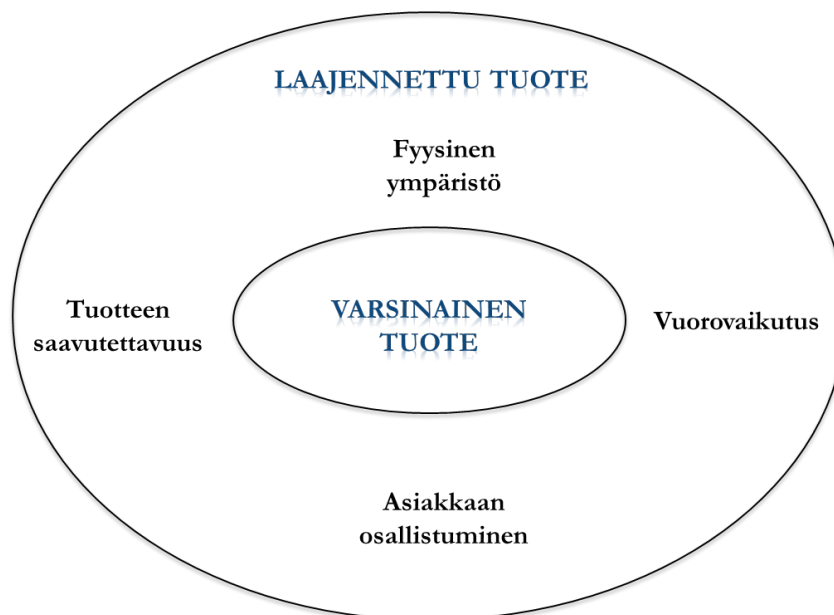 LAAJENNETTU TUOTE
Fyysinen
ympäristö
Tuotteen
saavutettavuus
VARSINAINEN
TUOTE
Vuorovaikutus
Asiakkaan
osallistuminen